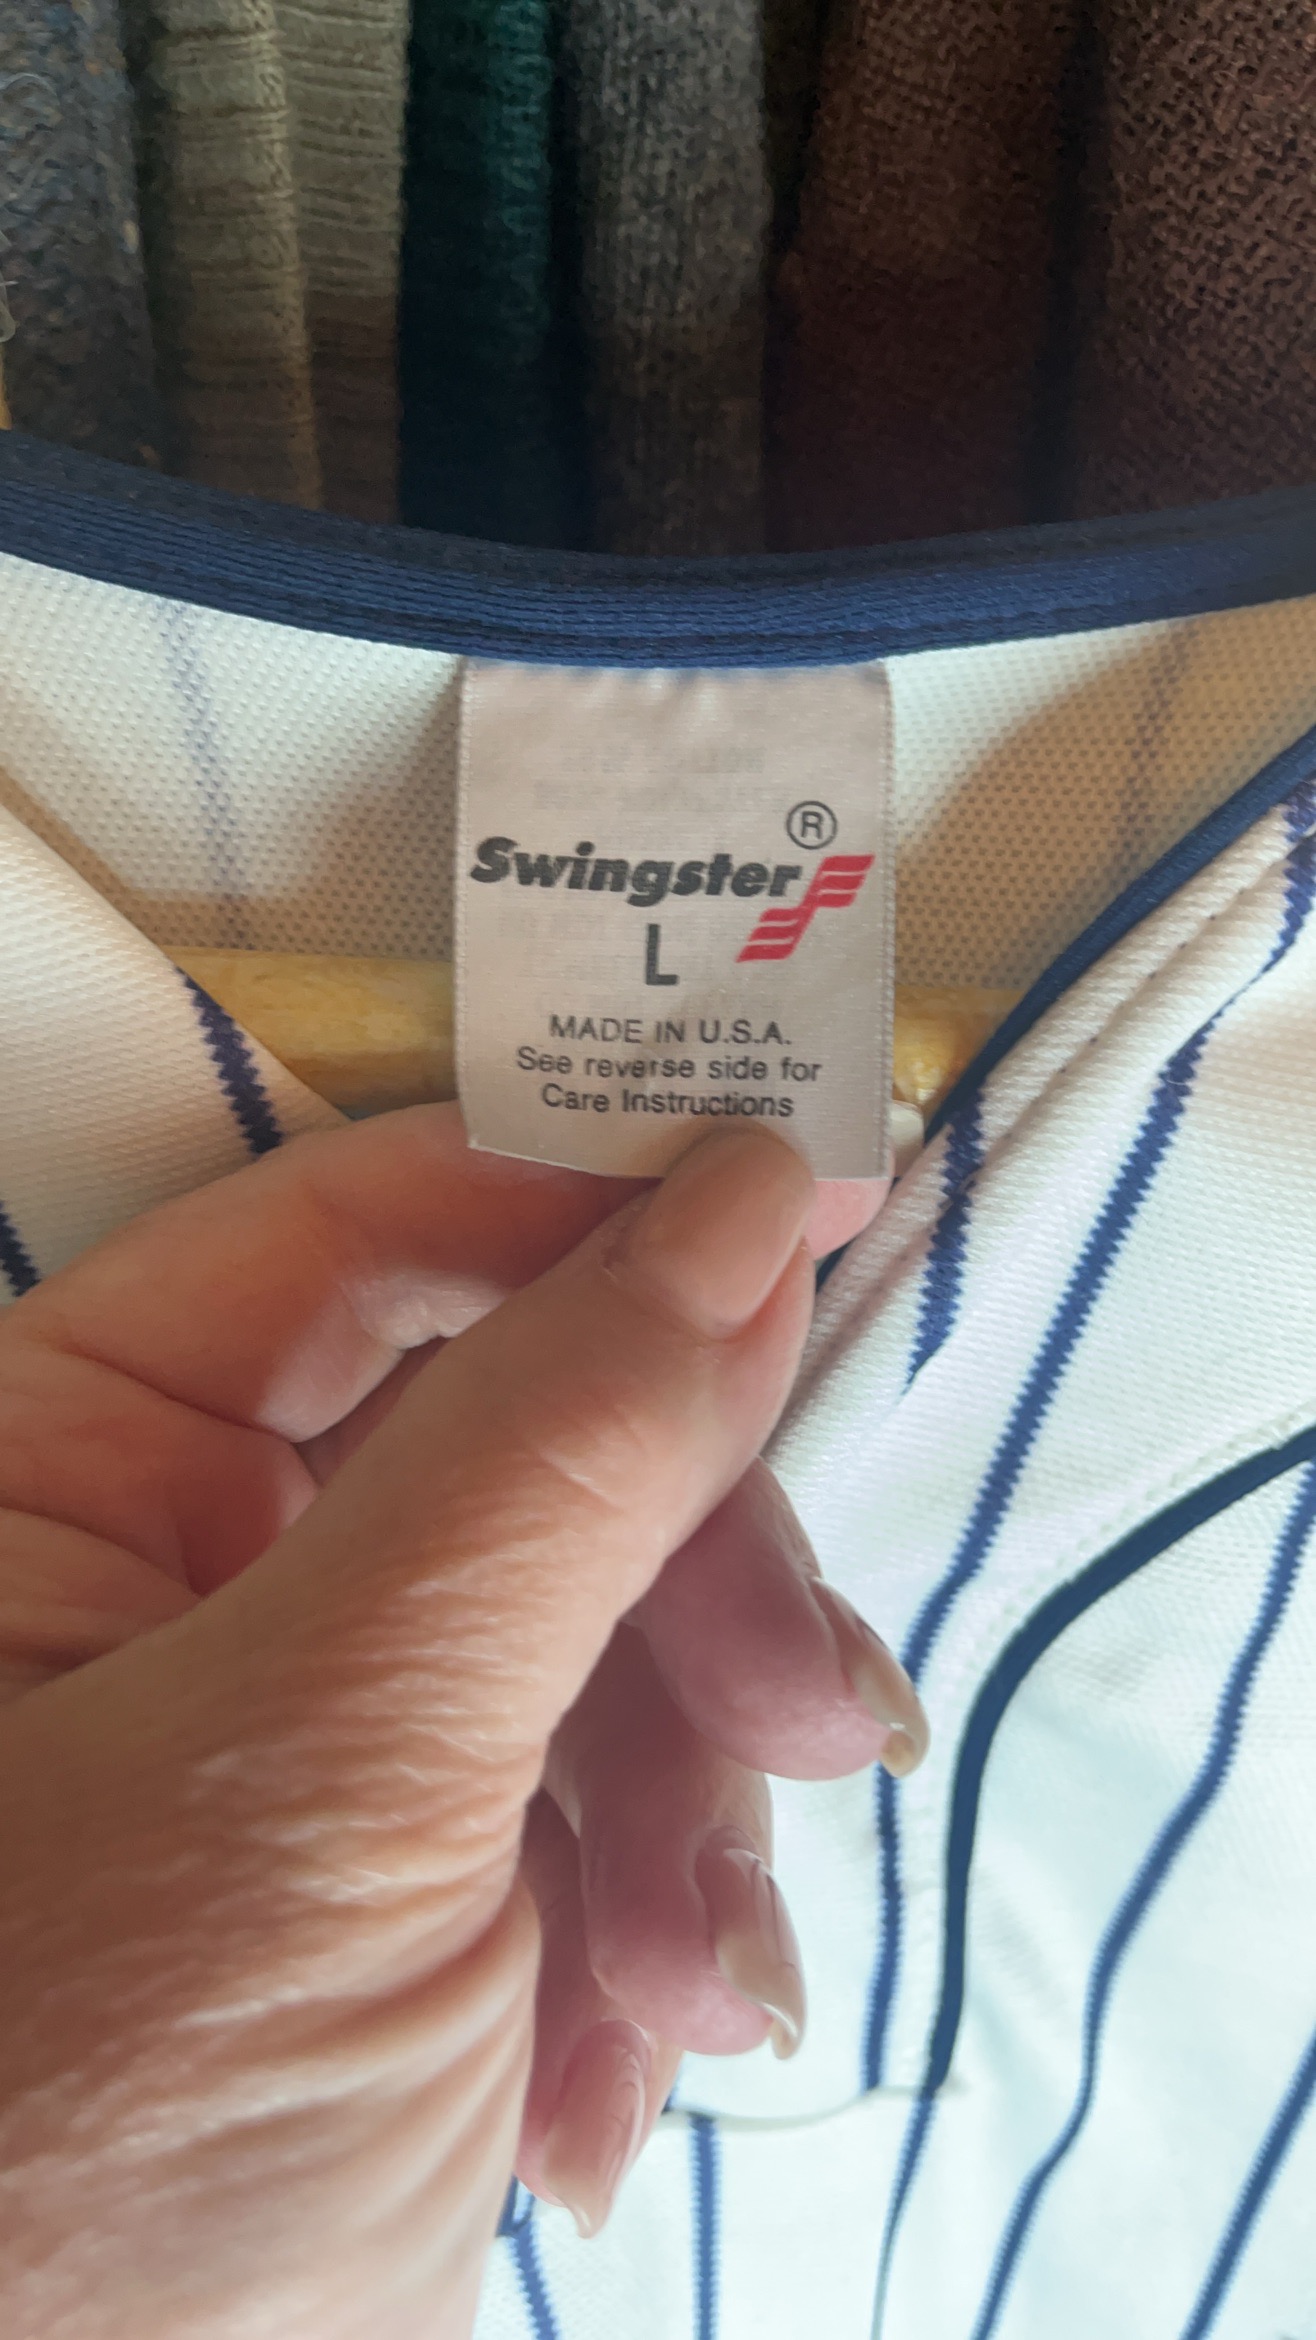 Swingster®
L
MADE IN U.S.A.
See reverse side for
Care Instructions